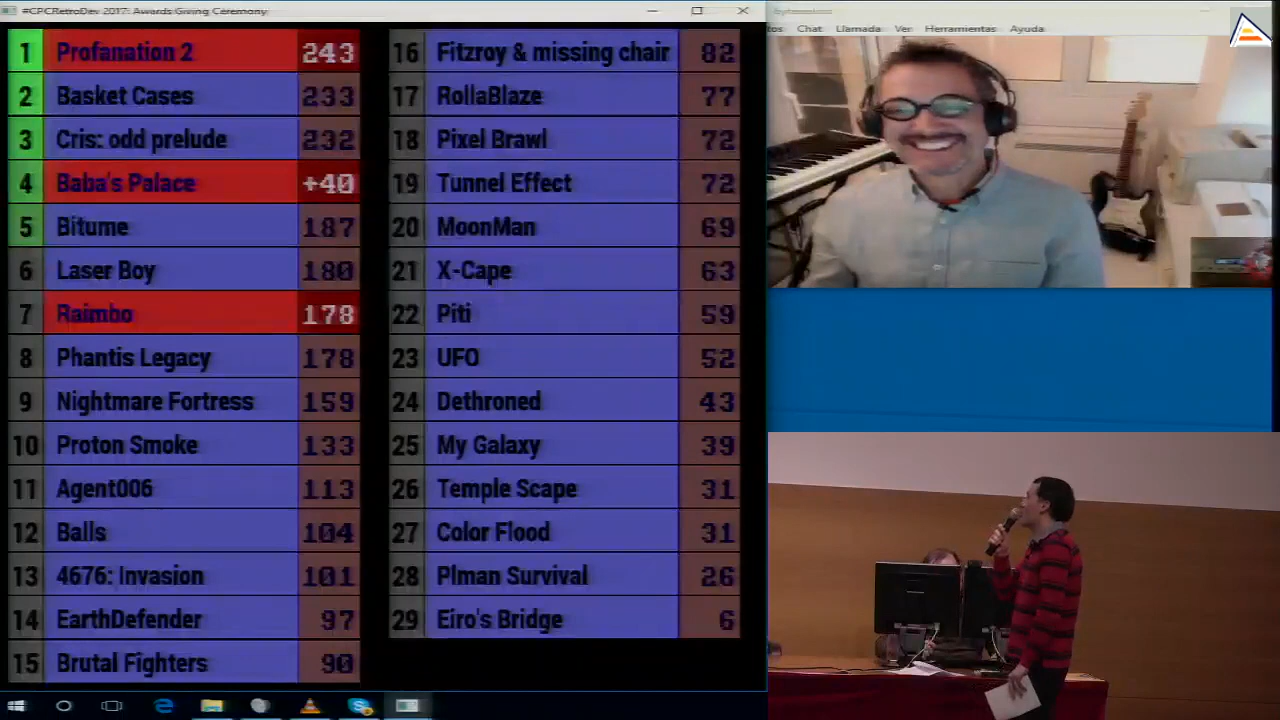 #CPCRetroDev 2017: Awards Giving Ceremony
1 Profanation 2 243
2 Basket Cases 233
3 Cris: odd prelude 232
4 Baba's Palace +40
5 Bitume 187
6 Laser Boy 180
7 Raimbo 178
8 Phantis Legacy 178
9 Nightmare Fortress 159
10 Proton Smoke 133
11 Agent006 113
12 Balls 104
13 4676: Invasion 101
14 EarthDefender 97
15 Brutal Fighters 90
16 Fitzroy & missing chair 82
17 RollaBlaze 77
18 Pixel Brawl 72
19 Tunnel Effect 72
20 MoonMan 69
21 X-Cape 63
22 Piti 59
23 UFO 52
24 Dethroned 43
25 My Galaxy 39
26 Temple Scape 31
27 Color Flood 31
28 Plman Survival 26
29 Eiro's Bridge 6
tos Chat Llamada Ver Herramientas Ayuda